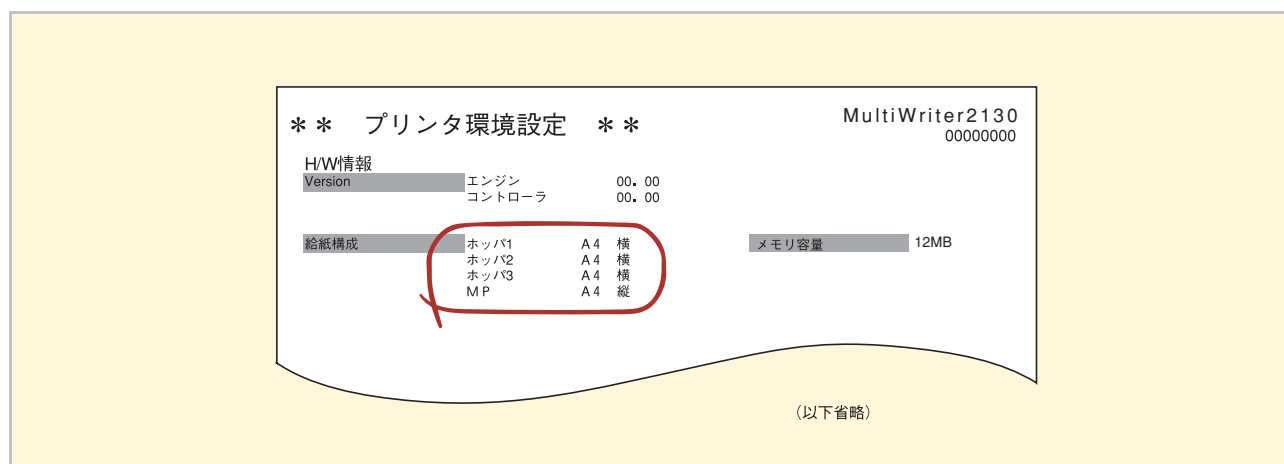 ** プリンタ環境設定 **
MultiWriter2130
00000000
H/W情報
Version エンジン 00.00
コントローラ 00.00
給紙構成 ホッパ1 A4 横 メモリ容量 12MB
ホッパ2 A4 横
ホッパ3 A4 横
MP A4 縦
（以下省略）